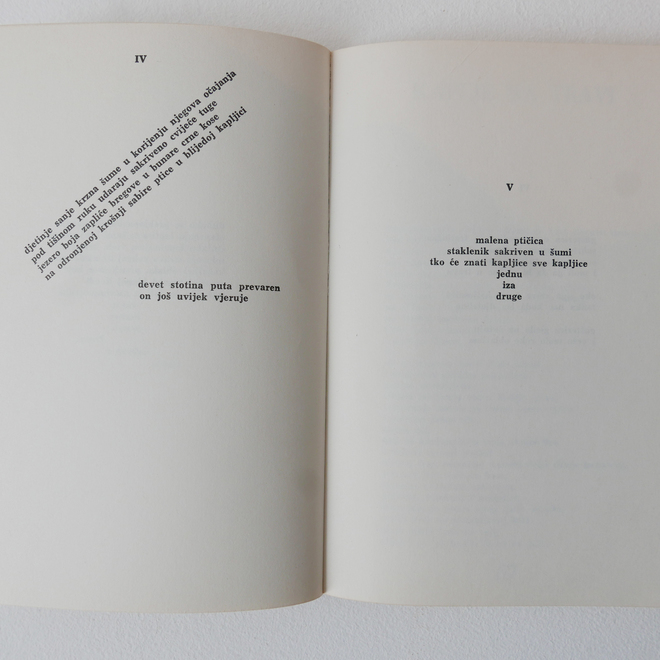 IV
djetinje sanje krzna šume u korijenju njegova očajanja
pod tišinom ruku udaraju sakriveno cvijeće tuge
jezero boja zapliće bregove u bunare crne kose
na odronjenoj krošnji sabire ptice u blijedoj kapljici
devet stotina puta prevaren
on još uvijek vjeruje
V
malena ptičica
staklenik sakriven u šumi
tko će znati kapljice sve kapljice
jednu
iza
druge